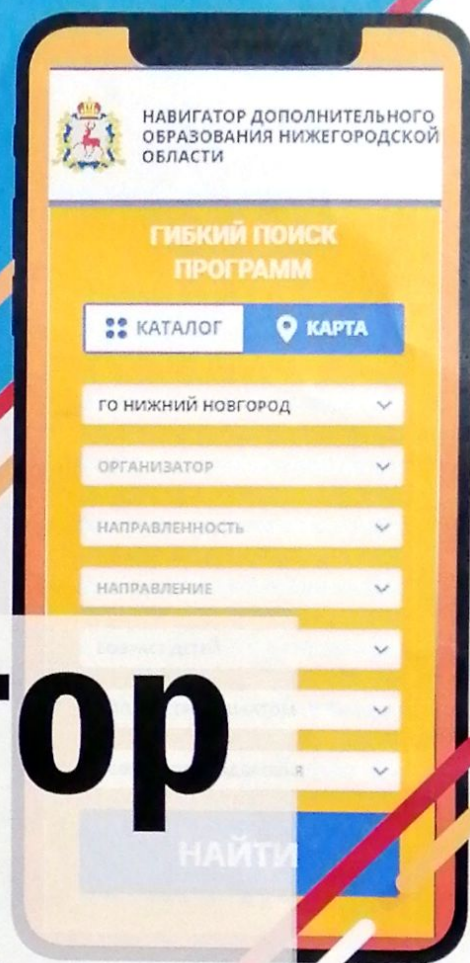 НАВИГАТОР ДОПОЛНИТЕЛЬНОГО
ОБРАЗОВАНИЯ НИЖЕГОРОДСКОЙ
ОБЛАСТИ
ГИБКИЙ ПОИСК
ПРОГРАММ
КАТАЛОГ КАРТА
ГО НИЖНИЙ НОВГОРОД
ОРГАНИЗАТОР
НАПРАВЛЕННОСТЬ
НАПРАВЛЕНИЕ
тор
НАЙТИ